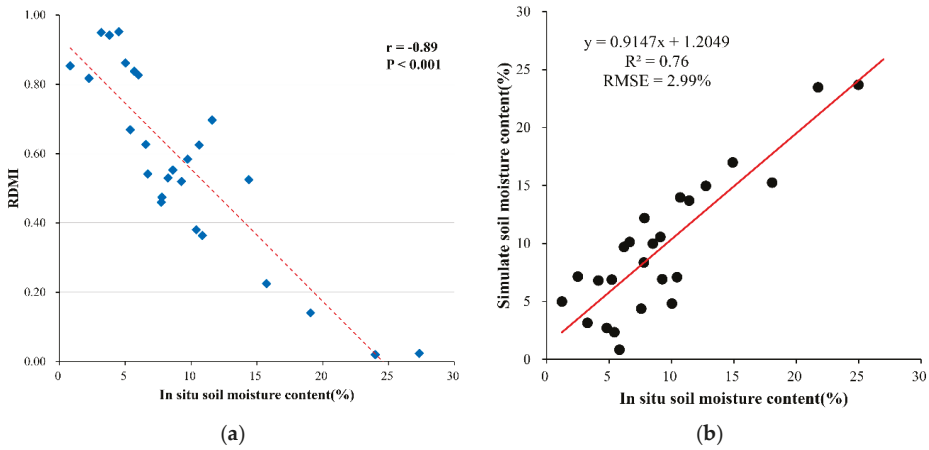 1.00
0.80
0.60
0.40
0.20
0.00
RDMI
r = -0.89
P < 0.001
0 5 10 15 20 25 30
In situ soil moisture content(%)
(a)
30
25
20
15
10
5
0
Simulate soil moisture content(%)
y = 0.9147x + 1.2049
R² = 0.76
RMSE = 2.99%
0 5 10 15 20 25 30
In situ soil moisture content(%)
(b)